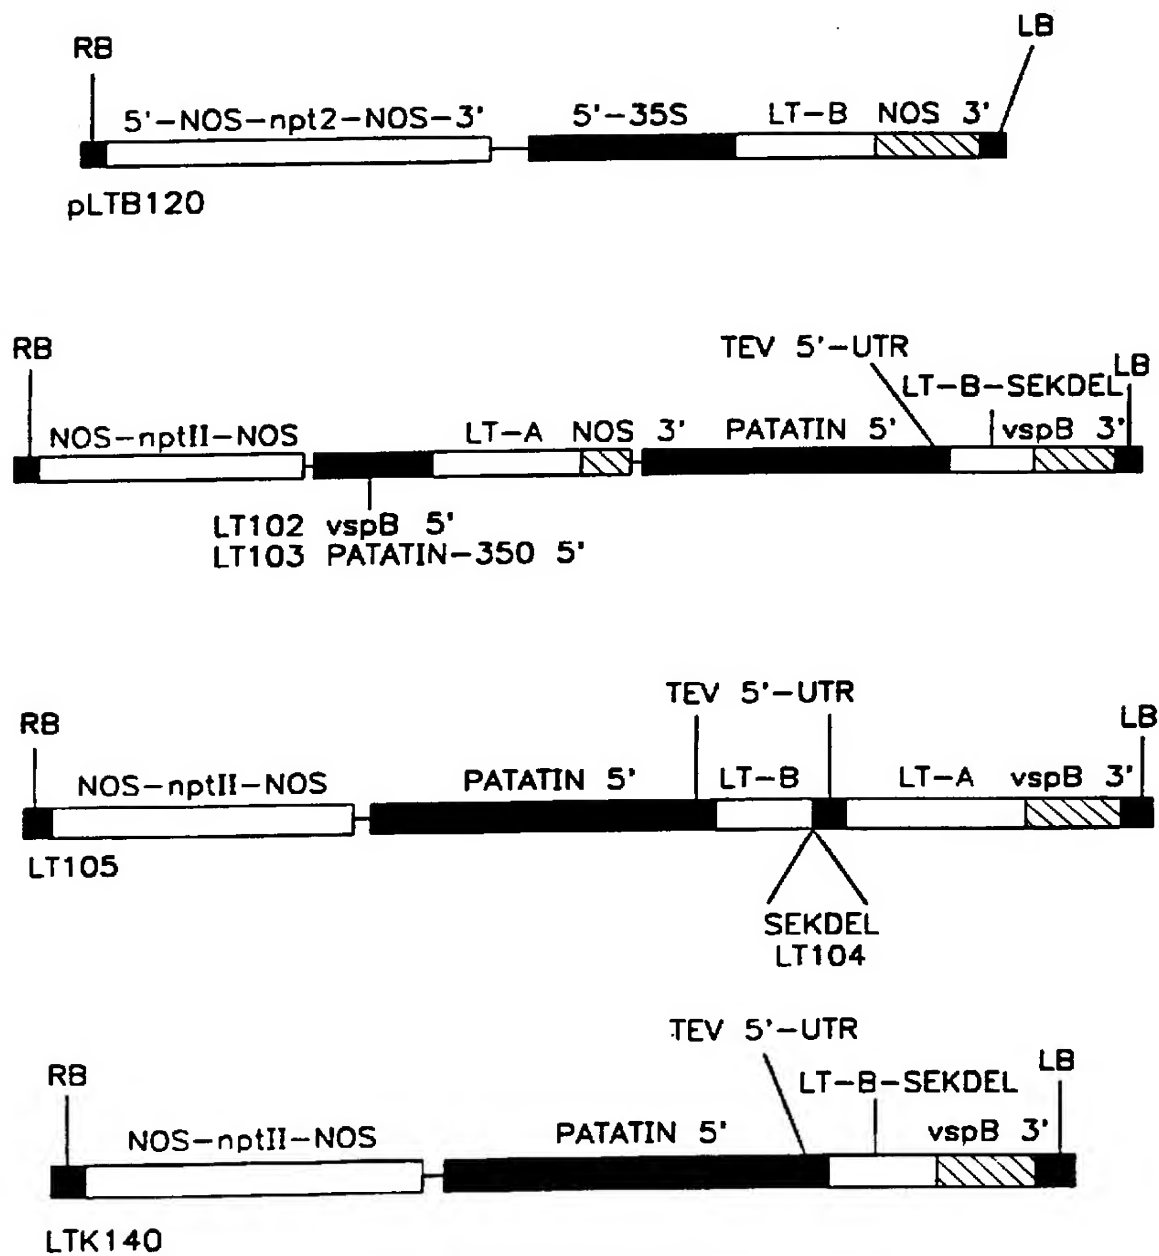 RB
LB
5'-NOS-npt2-NOS-3'
5'-35S
LT-B
NOS 3'
pLTB120
RB
TEV 5'-UTR
LB
LT-B-SEKDEL
NOS-nptII-NOS
LT-A
NOS 3'
PATATIN 5'
vspB 3'
LT102 vspB 5'
LT103 PATATIN-350 5'
TEV 5'-UTR
RB
LB
NOS-nptII-NOS
PATATIN 5'
LT-B
LT-A
vspB 3'
LT105
SEKDEL
LT104
TEV 5'-UTR
RB
LT-B-SEKDEL
LB
NOS-nptII-NOS
PATATIN 5'
vspB 3'
LTK140